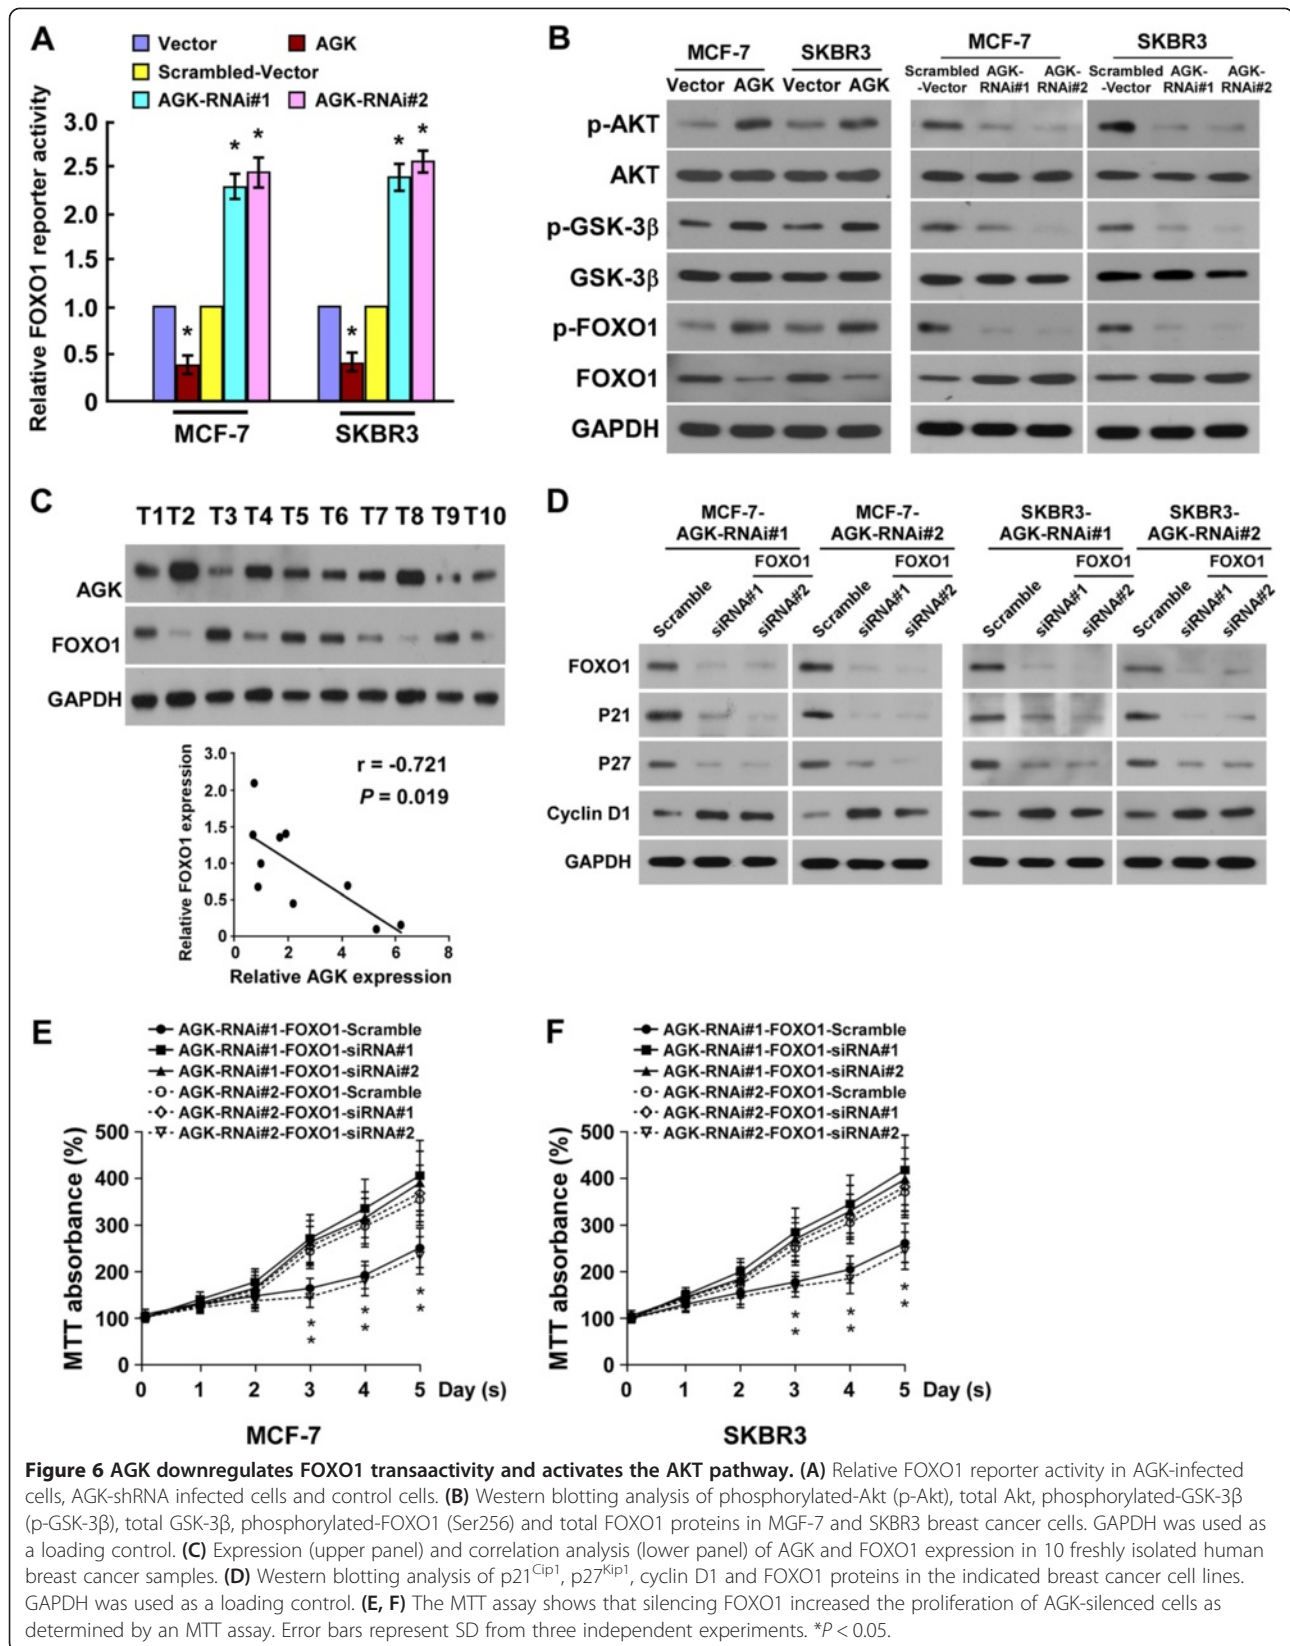 A
Vector
AGK
Scrambled-Vector
AGK-RNAi#1
AGK-RNAi#2
Relative FOXO1 reporter activity
3.0
2.5
2.0
1.5
1.0
0.5
0
* * * * * *
MCF-7
SKBR3
B
MCF-7 SKBR3
Vector AGK Vector AGK
MCF-7 SKBR3
Scrambled AGK- AGK- Scrambled AGK- AGK-
-Vector RNAi#1 RNAi#2 -Vector RNAi#1 RNAi#2
p-AKT
AKT
p-GSK-3β
GSK-3β
p-FOXO1
FOXO1
GAPDH
C
T1 T2 T3 T4 T5 T6 T7 T8 T9 T10
AGK
FOXO1
GAPDH
Relative FOXO1 expression
3.0
2.0
1.5
1.0
0.5
0
r = -0.721
P = 0.019
0 2 4 6 8
Relative AGK expression
D
MCF-7- MCF-7- SKBR3- SKBR3-
AGK-RNAi#1 AGK-RNAi#2 AGK-RNAi#1 AGK-RNAi#2
FOXO1 FOXO1 FOXO1 FOXO1
Scramble siRNA#1 siRNA#2 Scramble siRNA#1 siRNA#2 Scramble siRNA#1 siRNA#2 Scramble siRNA#1 siRNA#2
FOXO1
P21
P27
Cyclin D1
GAPDH
E
AGK-RNAi#1-FOXO1-Scramble
AGK-RNAi#1-FOXO1-siRNA#1
AGK-RNAi#1-FOXO1-siRNAi#2
AGK-RNAi#2-FOXO1-Scramble
AGK-RNAi#2-FOXO1-siRNA#1
AGK-RNAi#2-FOXO1-siRNA#2
MTT absorbance (%)
500
400
300
200
100
0
* * * * * *
0 1 2 3 4 5 Day (s)
MCF-7
F
AGK-RNAi#1-FOXO1-Scramble
AGK-RNAi#1-FOXO1-siRNA#1
AGK-RNAi#1-FOXO1-siRNAi#2
AGK-RNAi#2-FOXO1-Scramble
AGK-RNAi#2-FOXO1-siRNA#1
AGK-RNAi#2-FOXO1-siRNA#2
MTT absorbance (%)
500
400
300
200
100
0
* * * * * *
0 1 2 3 4 5 Day (s)
SKBR3
Figure 6 AGK downregulates FOXO1 transaactivity and activates the AKT pathway. (A) Relative FOXO1 reporter activity in AGK-infected
cells, AGK-shRNA infected cells and control cells. (B) Western blotting analysis of phosphorylated-Akt (p-Akt), total Akt, phosphorylated-GSK-3β
(p-GSK-3β), total GSK-3β, phosphorylated-FOXO1 (Ser256) and total FOXO1 proteins in MGF-7 and SKBR3 breast cancer cells. GAPDH was used as
a loading control. (C) Expression (upper panel) and correlation analysis (lower panel) of AGK and FOXO1 expression in 10 freshly isolated human
breast cancer samples. (D) Western blotting analysis of p21Cip1, p27Kip1, cyclin D1 and FOXO1 proteins in the indicated breast cancer cell lines.
GAPDH was used as a loading control. (E, F) The MTT assay shows that silencing FOXO1 increased the proliferation of AGK-silenced cells as
determined by an MTT assay. Error bars represent SD from three independent experiments. *P < 0.05.